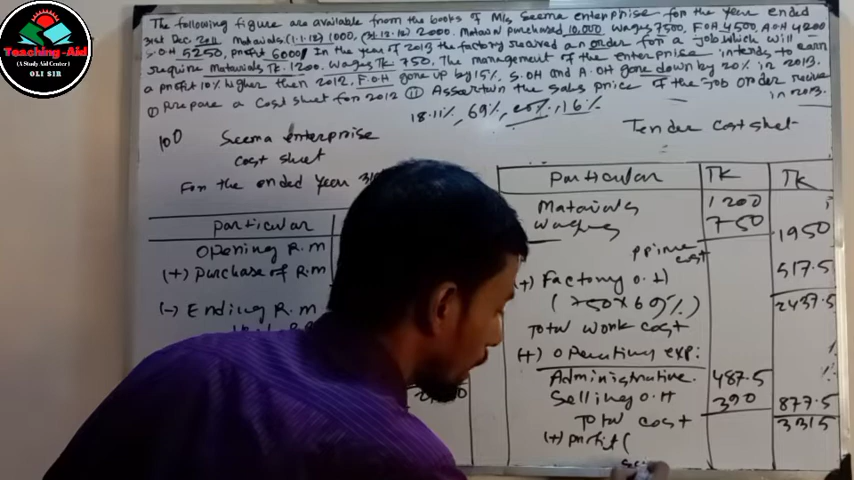 Teaching-Aid
(A Study Aid Center)
OLI SIR
The following figure are available from the books of M/s Seema enterprise for the year ended
31st Dec. 2011 Matarials (1.1.12) 1000, (31.12.12) 2000. Matarial purchased 10,000 wages 7500, FOH 4500 AOH 4200
S.OH 5250, profit 6000 In the year of 2013 the factory received an order for a job which will
require Matarials TK. 1200. Wages TK 750. The management of the enterprise intends to earn
a profit 10% higher then 2012. F.O.H gone up by 15%, S.OH and A.OH gone down by 20% in 2013.
(i) Prepare a Cost sheet for 2012 (ii) Assertain the sales price of the job order receive
in 2013.
18.11%, 69%, 16%
100
Seema enterprise
cost sheet
For the ended year
Particular
Opening R.m
(+) Purchase of R.m
(-) Ending R.m
Tender cost sheet
Particular TK TK
Matarials 1200
Wages 750 1950
prime cost
(+) Factory O.H 517.5
(750 x 69%) 2437.5
Total work cost
(+) Operating exp:
Administrative. 487.5
Selling O.H 390 877.5
Total cost 3315
(+) profit (